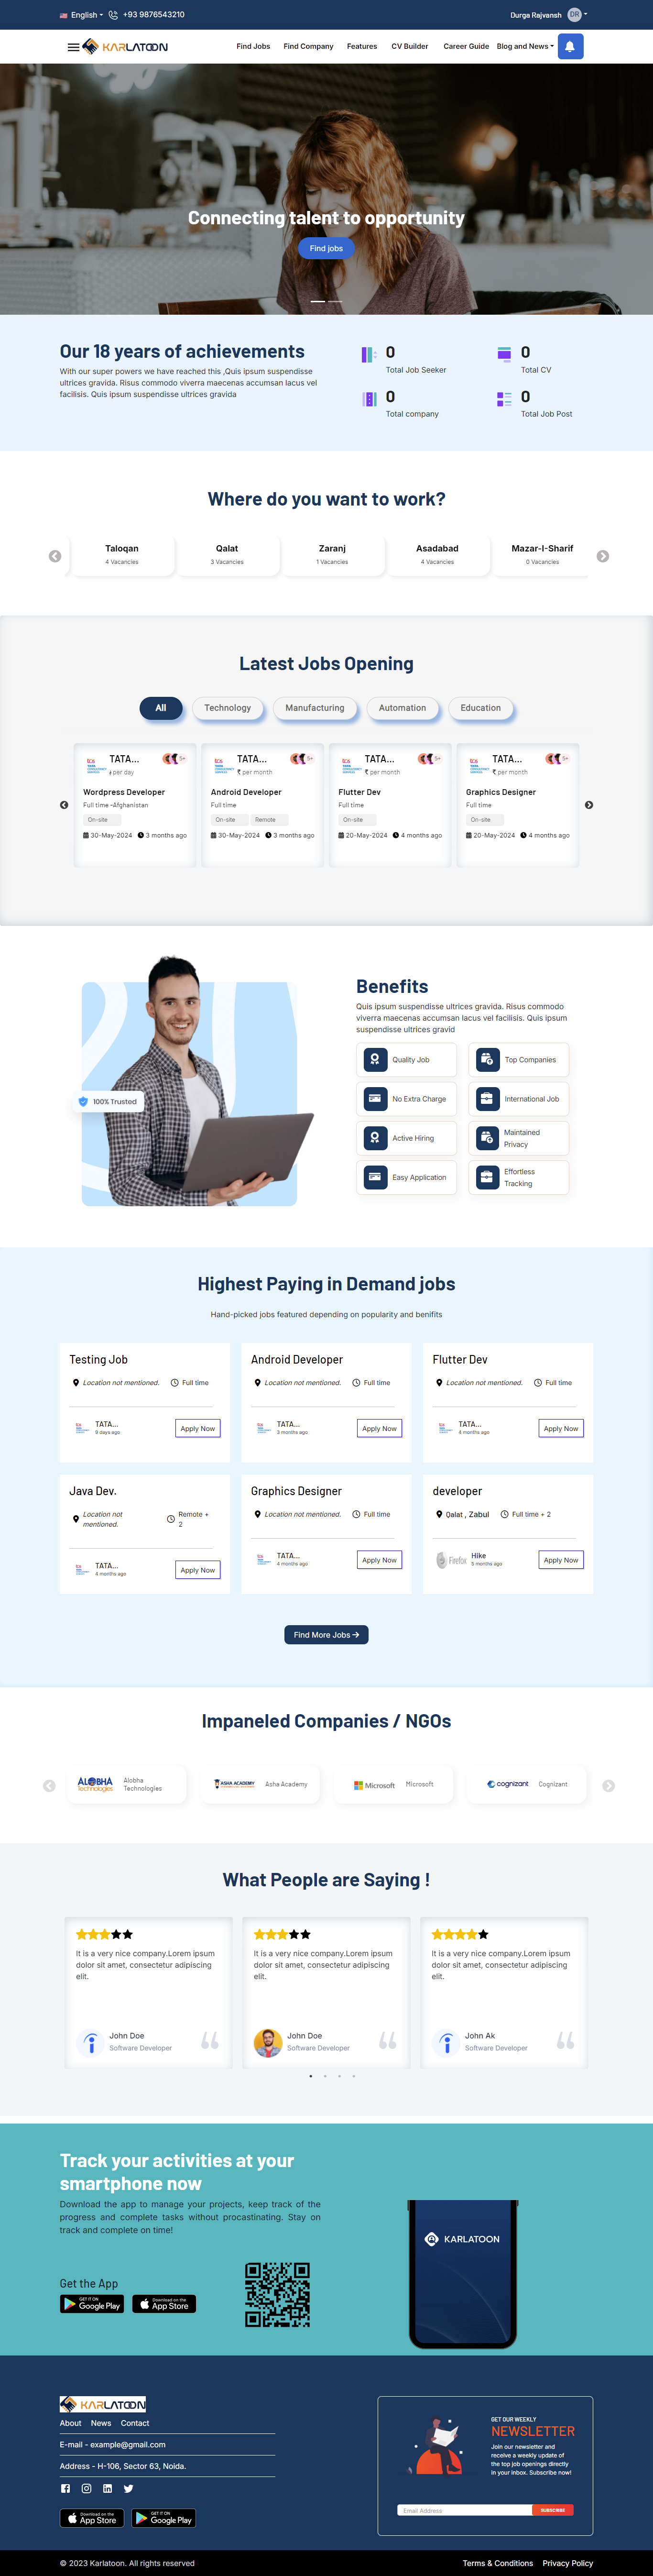 English
+93 9876543210
Durga Rajvansh
DR
KARLATOON
Find Jobs
Find Company
Features
CV Builder
Career Guide
Blog and News
Connecting talent to opportunity
Find jobs
Our 18 years of achievements
With our super powers we have reached this ,Quis ipsum suspendisse
ultrices gravida. Risus commodo viverra maecenas accumsan lacus vel
facilisis. Quis ipsum suspendisse ultrices gravida
0
Total Job Seeker
0
Total CV
0
Total company
0
Total Job Post
Where do you want to work?
Taloqan
4 Vacancies
Qalat
3 Vacancies
Zaranj
1 Vacancies
Asadabad
4 Vacancies
Mazar-I-Sharif
0 Vacancies
Latest Jobs Opening
All
Technology
Manufacturing
Automation
Education
TATA...
5+
؋ per day
Wordpress Developer
Full time -Afghanistan
On-site
30-May-2024
3 months ago
TATA...
5+
₹ per month
Android Developer
Full time
On-site
Remote
30-May-2024
3 months ago
TATA...
5+
₹ per month
Flutter Dev
Full time
On-site
20-May-2024
4 months ago
TATA...
5+
₹ per month
Graphics Designer
Full time
On-site
20-May-2024
4 months ago
100% Trusted
Benefits
Quis ipsum suspendisse ultrices gravida. Risus commodo
viverra maecenas accumsan lacus vel facilisis. Quis ipsum
suspendisse ultrices gravid
Quality Job
Top Companies
No Extra Charge
International Job
Active Hiring
Maintained
Privacy
Easy Application
Effortless
Tracking
Highest Paying in Demand jobs
Hand-picked jobs featured depending on popularity and benifits
Testing Job
Location not mentioned.
Full time
TATA...
9 days ago
Apply Now
Android Developer
Location not mentioned.
Full time
TATA...
3 months ago
Apply Now
Flutter Dev
Location not mentioned.
Full time
TATA...
4 months ago
Apply Now
Java Dev.
Location not
mentioned.
Remote +
2
TATA...
4 months ago
Apply Now
Graphics Designer
Location not mentioned.
Full time
TATA...
4 months ago
Apply Now
developer
Qalat , Zabul
Full time + 2
Firefox
Hike
5 months ago
Apply Now
Find More Jobs
Impaneled Companies / NGOs
ALOBHA
Technologies
Alobha
Technologies
ASHA ACADEMY
Asha Academy
Microsoft
Microsoft
cognizant
Cognizant
What People are Saying !
It is a very nice company.Lorem ipsum
dolor sit amet, consectetur adipiscing
elit.
John Doe
Software Developer
It is a very nice company.Lorem ipsum
dolor sit amet, consectetur adipiscing
elit.
John Doe
Software Developer
It is a very nice company.Lorem ipsum
dolor sit amet, consectetur adipiscing
elit.
John Ak
Software Developer
Track your activities at your
smartphone now
Download the app to manage your projects, keep track of the
progress and complete tasks without procastinating. Stay on
track and complete on time!
Get the App
GET IT ON
Google Play
Download on the
App Store
KARLATOON
KARLATOON
About
News
Contact
E-mail - example@gmail.com
Address - H-106, Sector 63, Noida.
Download on the
App Store
GET IT ON
Google Play
GET OUR WEEKLY
NEWSLETTER
Join our newsletter and
receive a weekly update of
the top job openings directly
in your inbox. Subscribe now!
Email Address
SUBSCRIBE
© 2023 Karlatoon. All rights reserved
Terms & Conditions
Privacy Policy